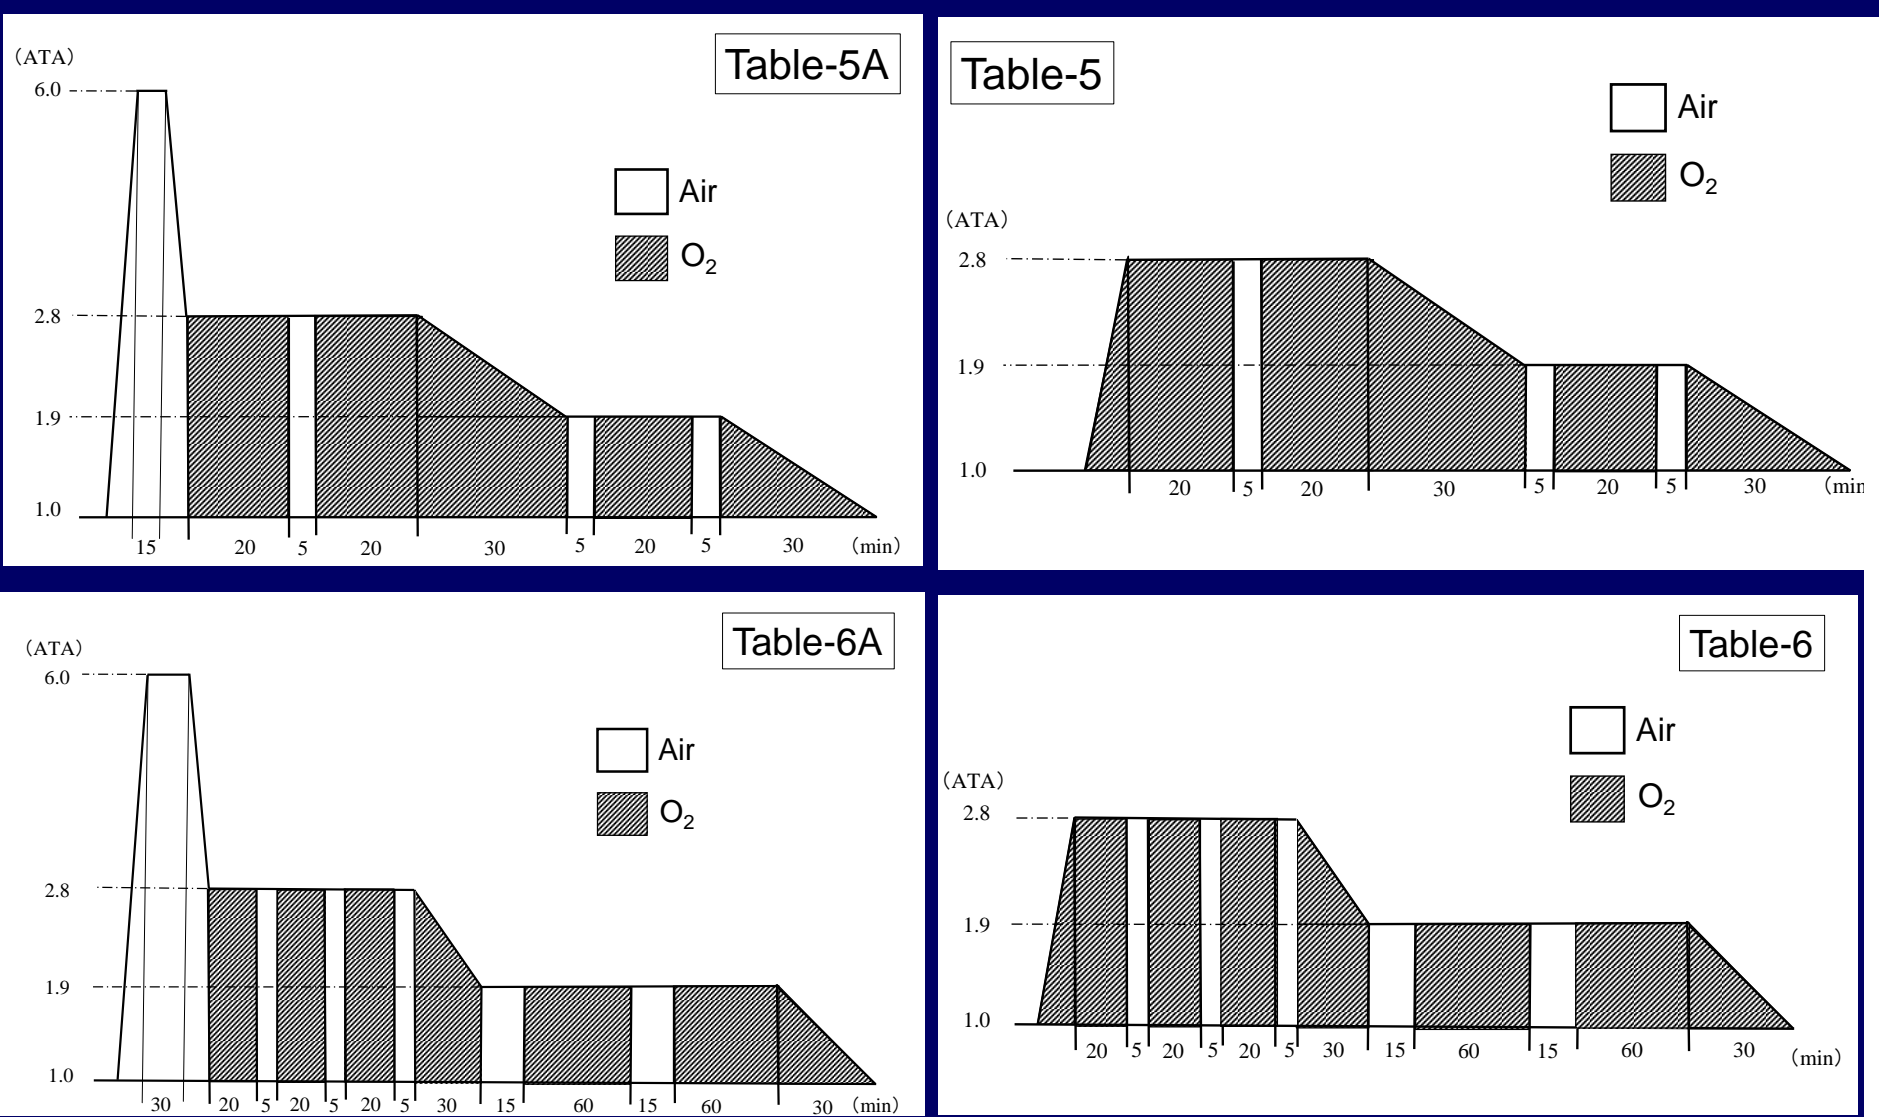 Table-5A
（ATA）
6.0
2.8
1.9
1.0
Air
O₂
15 20 5 20 30 5 20 5 30 （min）
Table-5
Air
O₂
（ATA）
2.8
1.9
1.0
20 5 20 30 5 20 5 30 （min
Table-6A
（ATA）
6.0
2.8
1.9
1.0
Air
O₂
30 20 5 20 5 20 5 30 15 60 15 60 30 （min）
Table-6
Air
O₂
（ATA）
2.8
1.9
1.0
20 5 20 5 20 5 30 15 60 15 60 30 （min）